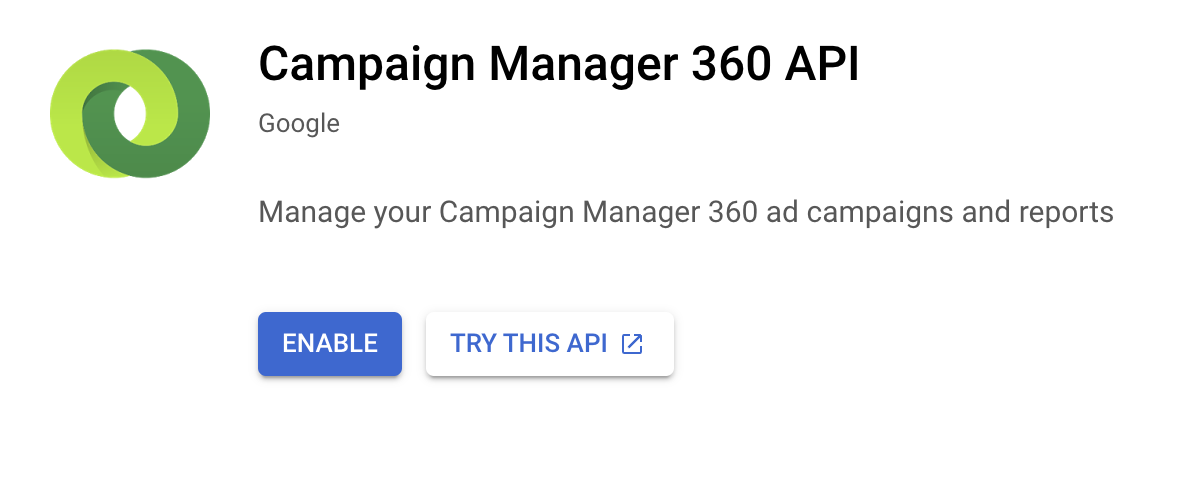 Campaign Manager 360 API
Google
Manage your Campaign Manager 360 ad campaigns and reports
ENABLE
TRY THIS API